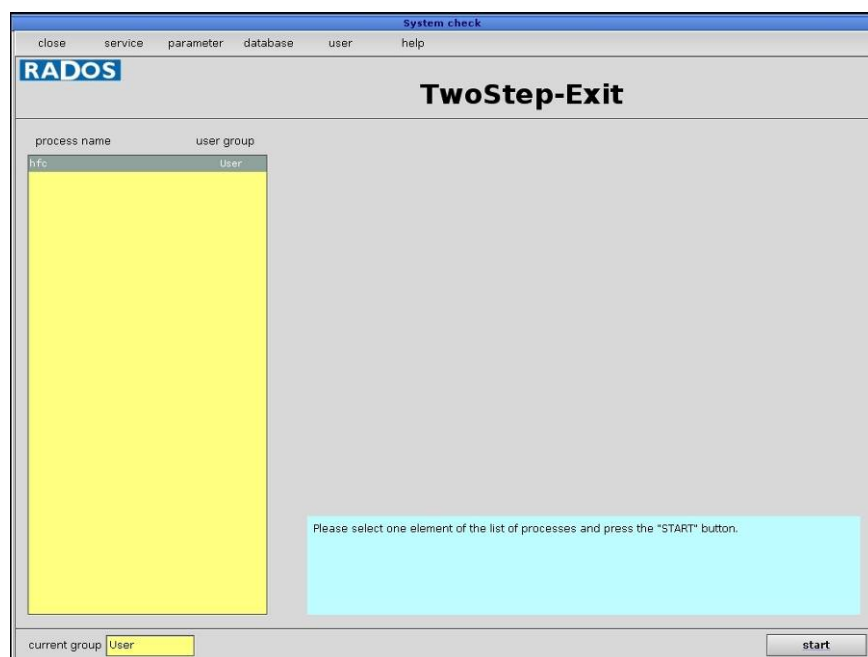 System check
close service parameter database user help
RADOS
TwoStep-Exit
process name user group
hfc User
Please select one element of the list of processes and press the "START" button.
current group User start